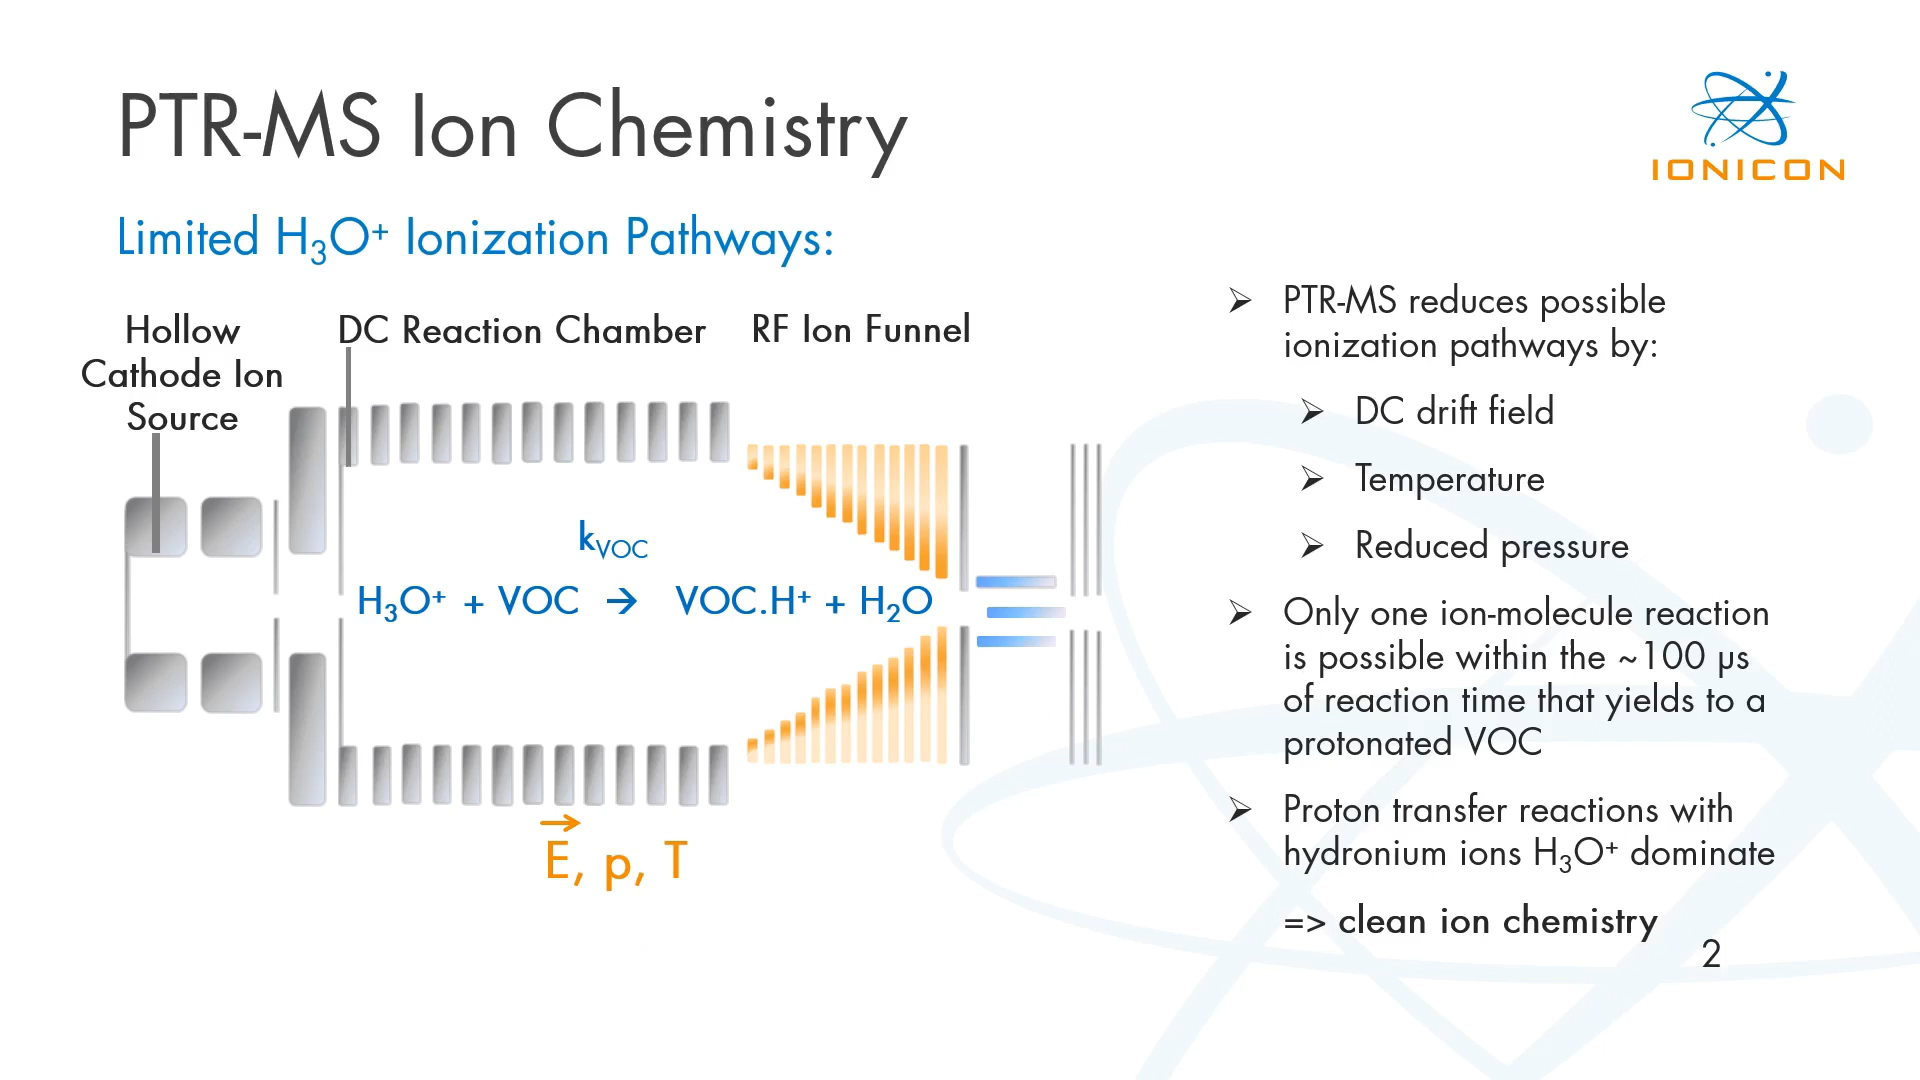 PTR-MS Ion Chemistry
IONICON
Limited H₃O⁺ Ionization Pathways:
Hollow
Cathode Ion
Source
DC Reaction Chamber
RF Ion Funnel
kVOC
H₃O⁺ + VOC → VOC.H⁺ + H₂O
E, p, T
➢ PTR-MS reduces possible
ionization pathways by:
➢ DC drift field
➢ Temperature
➢ Reduced pressure
➢ Only one ion-molecule reaction
is possible within the ~100 µs
of reaction time that yields to a
protonated VOC
➢ Proton transfer reactions with
hydronium ions H₃O⁺ dominate
=> clean ion chemistry
2